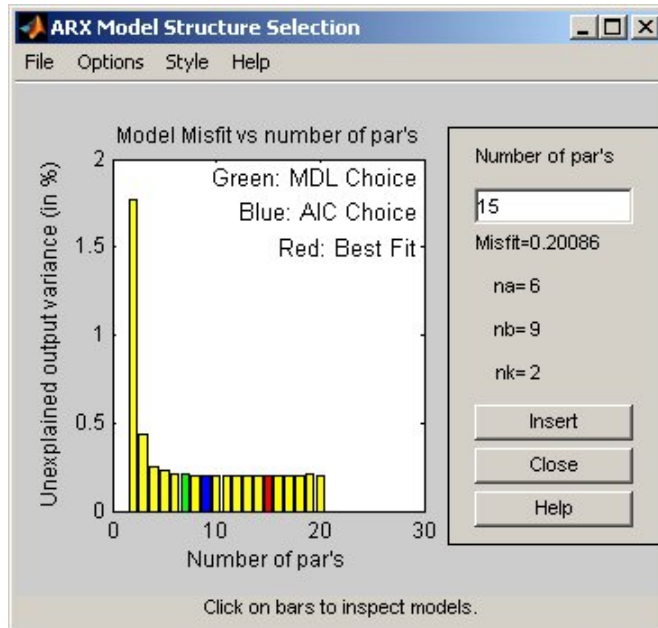 ARX Model Structure Selection
File Options Style Help
Model Misfit vs number of par's
Unexplained output variance (in %)
2
1.5
1
0.5
0
Green: MDL Choice
Blue: AIC Choice
Red: Best Fit
0 10 20 30
Number of par's
Number of par's
15
Misfit=0.20086
na= 6
nb= 9
nk= 2
Insert
Close
Help
Click on bars to inspect models.